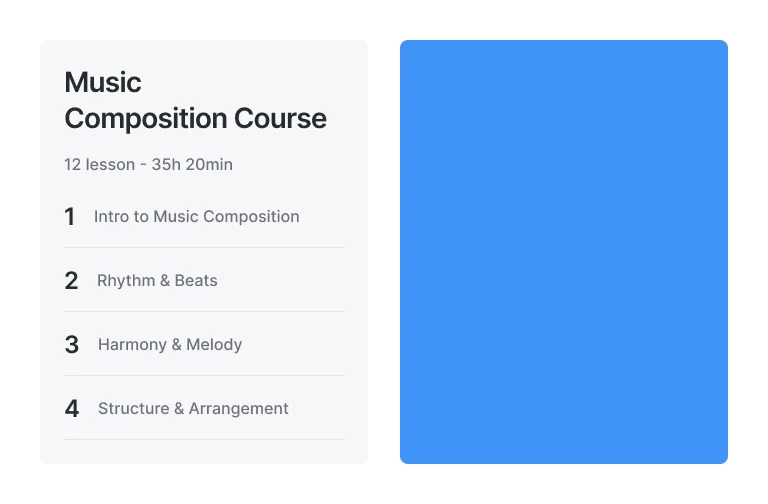 Music
Composition Course
12 lesson - 35h 20min
1 Intro to Music Composition
2 Rhythm & Beats
3 Harmony & Melody
4 Structure & Arrangement